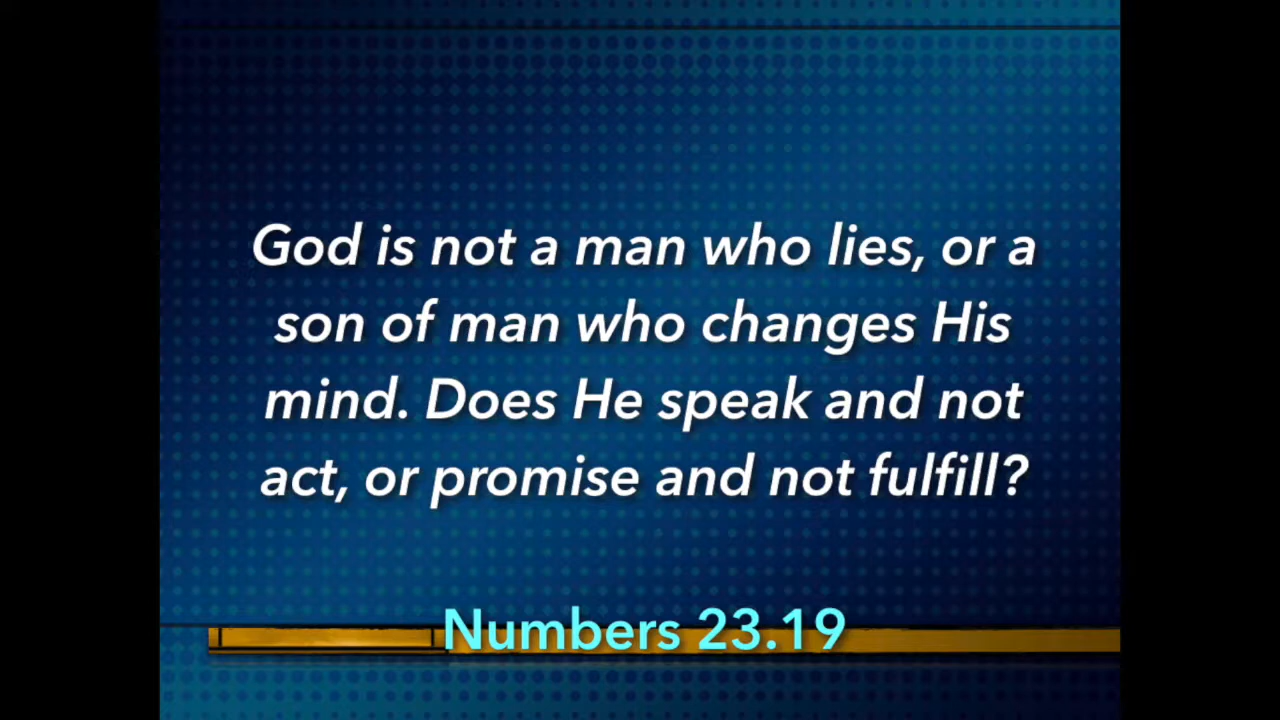 God is not a man who lies, or a
son of man who changes His
mind. Does He speak and not
act, or promise and not fulfill?
Numbers 23.19